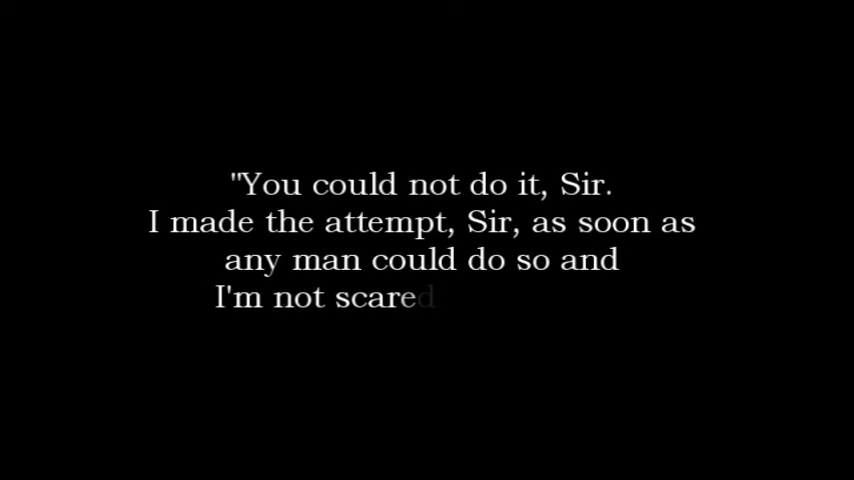 "You could not do it, Sir.
I made the attempt, Sir, as soon as
any man could do so and
I'm not scared